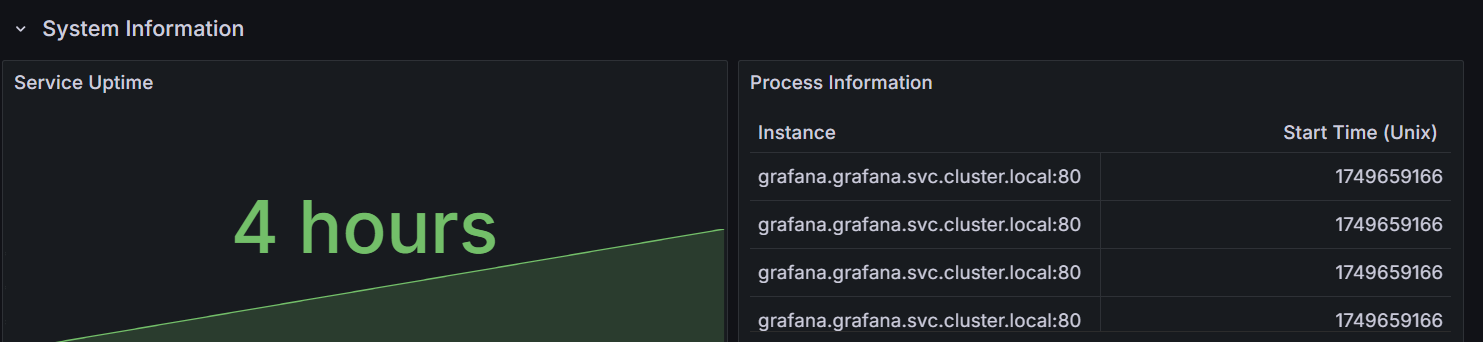 System Information
Service Uptime
4 hours
Process Information
Instance Start Time (Unix)
grafana.grafana.svc.cluster.local:80 1749659166
grafana.grafana.svc.cluster.local:80 1749659166
grafana.grafana.svc.cluster.local:80 1749659166
grafana.grafana.svc.cluster.local:80 1749659166